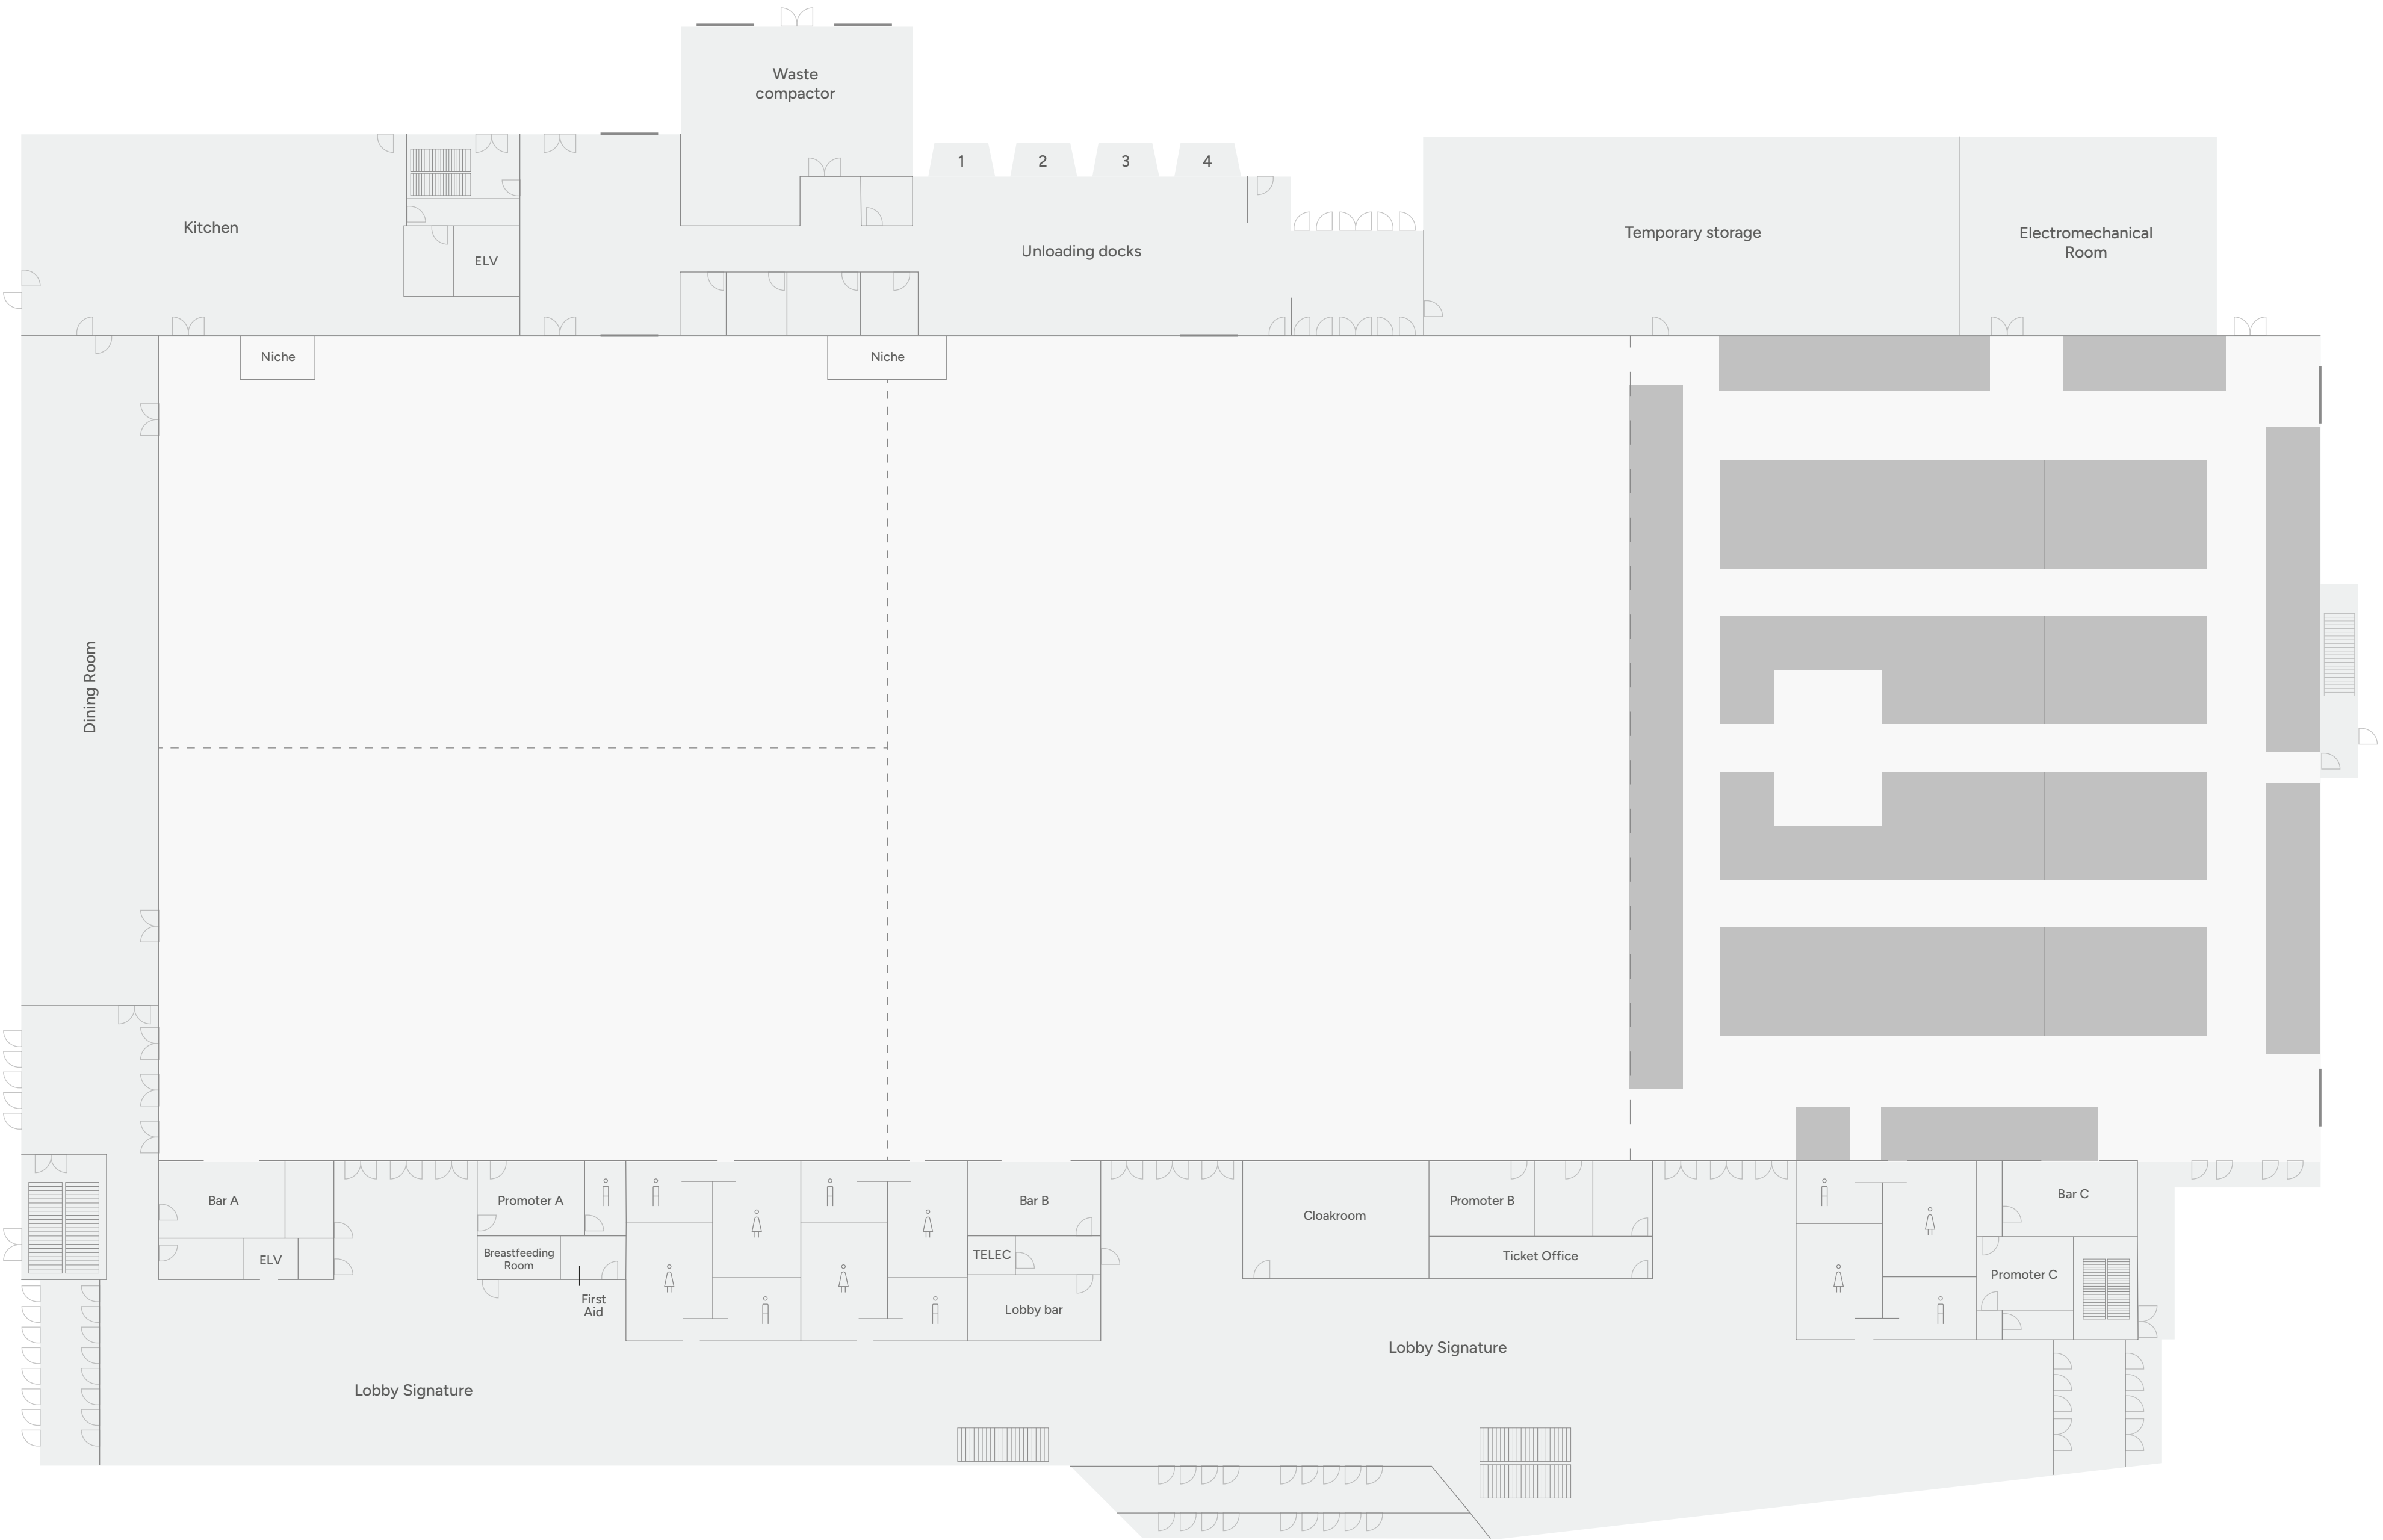 Waste
compactor
1
2
3
4
Kitchen
ELV
Unloading docks
Temporary storage
Electromechanical
Room
Niche
Niche
Dining Room
Bar A
ELV
Promoter A
Breastfeeding
Room
First
Aid
Bar B
TELEC
Lobby bar
Cloakroom
Promoter B
Ticket Office
Bar C
Promoter C
Lobby Signature
Lobby Signature